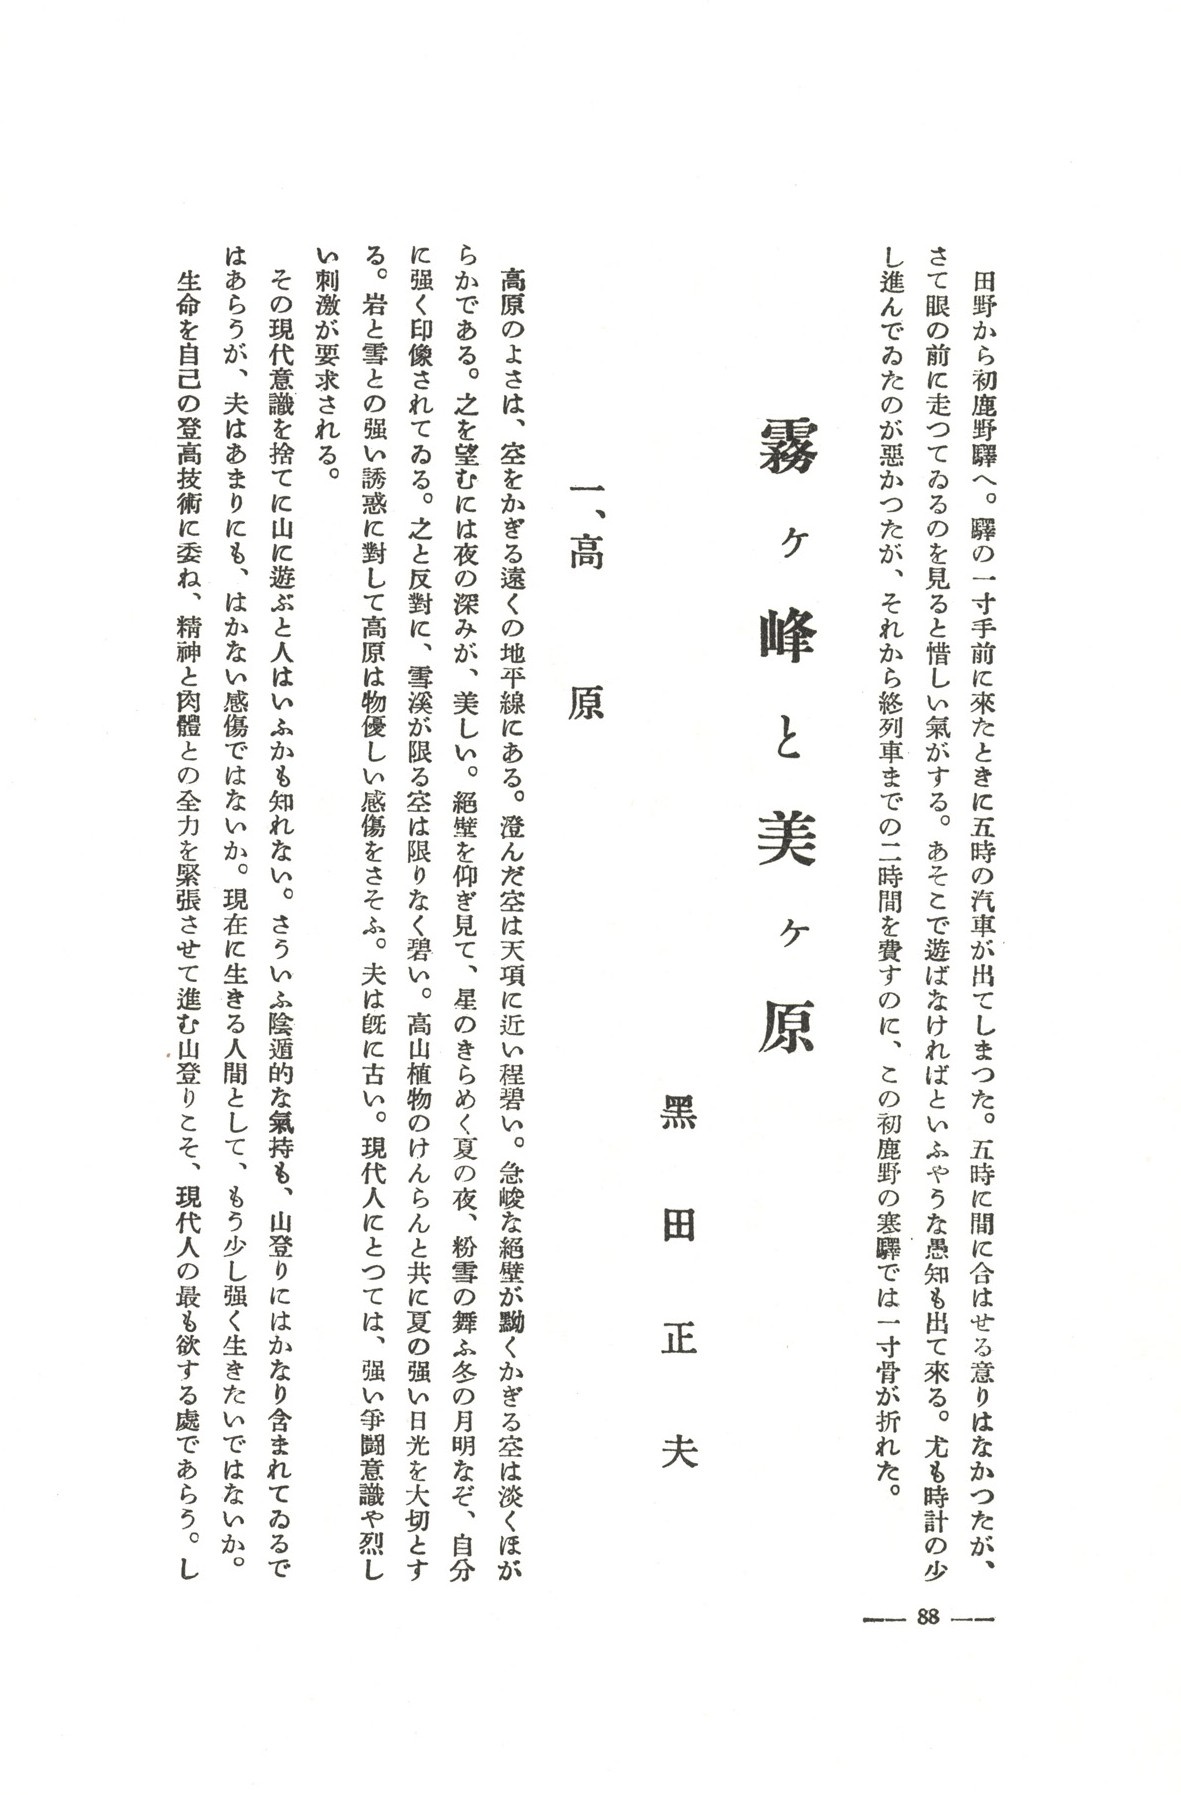 田野から初鹿野驛へ。驛の一寸手前に來たときに五時の汽車が出てしまつた。五時に間に合はせる意りはなかつたが、
さて眼の前に走つてゐるのを見ると惜しい氣がする。あそこで遊ばなければといふやうな愚知も出て來る。尤も時計の少
し進んでゐたのが惡かつたが、それから終列車までの二時間を費すのに、この初鹿野の寒驛では一寸骨が折れた。
霧ヶ峰と美ヶ原
黑田正夫
一、高原
高原のよさは、空をかぎる遠くの地平線にある。澄んだ空は天項に近い程碧い。急峻な絕壁が黝くかぎる空は淡くほが
らかである。之を望むには夜の深みが、美しい。絕壁を仰ぎ見て、星のきらめく夏の夜、粉雪の舞ふ冬の月明なぞ、自分
に强く印像されてゐる。之と反對に、雪溪が限る空は限りなく碧い。高山植物のけんらんと共に夏の强い日光を大切とす
る。岩と雪との强い誘惑に對して高原は物優しい感傷をさそふ。夫は旣に古い。現代人にとつては、强い爭鬪意識や烈し
い刺激が要求される。
その現代意識を捨てに山に遊ぶと人はいふかも知れない。さういふ陰遁的な氣持も、山登りにはかなり含まれてゐるで
はあらうが、夫はあまりにも、はかない感傷ではないか。現在に生きる人間として、もう少し强く生きたいではないか。
生命を自己の登高技術に委ね、精神と肉體との全力を緊張させて進む山登りこそ、現代人の最も欲する處であらう。し
— 88 —